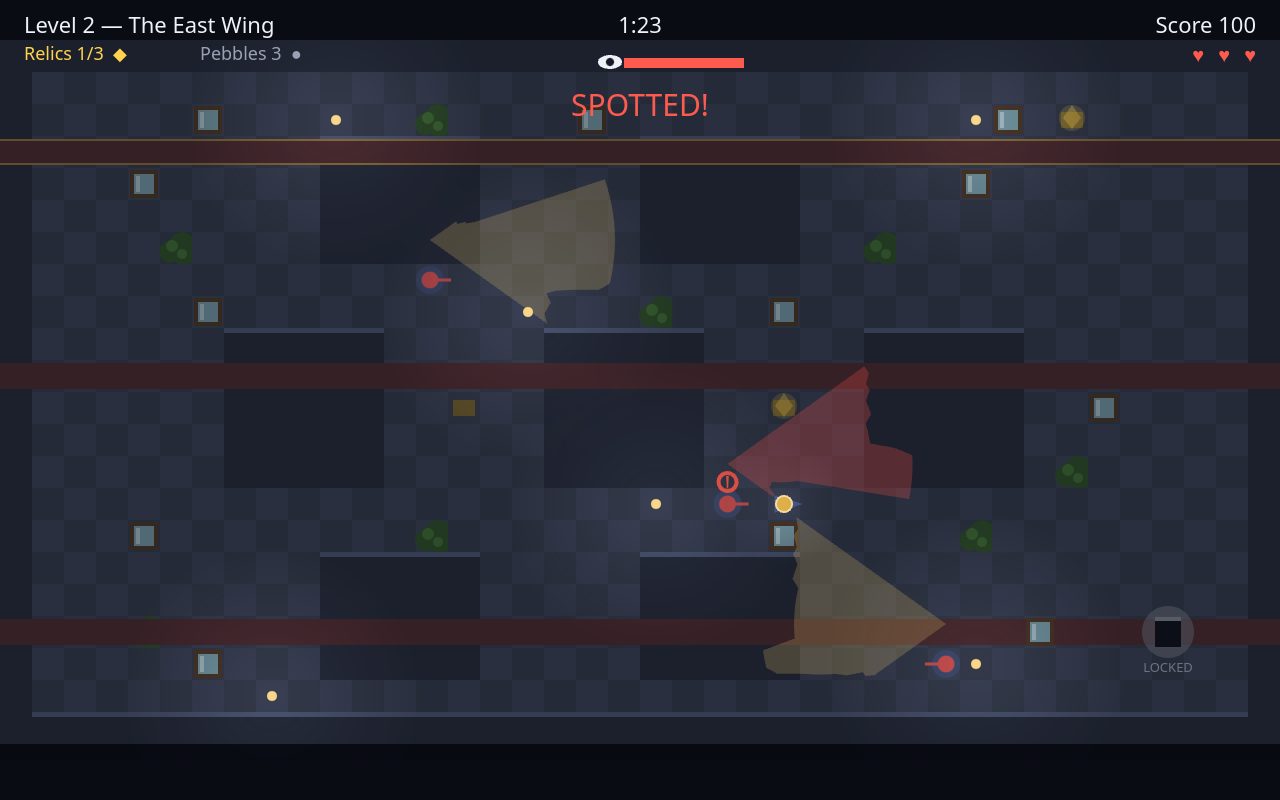 Level 2 — The East Wing
1:23
Score 100
Relics 1/3
Pebbles 3
SPOTTED!
LOCKED